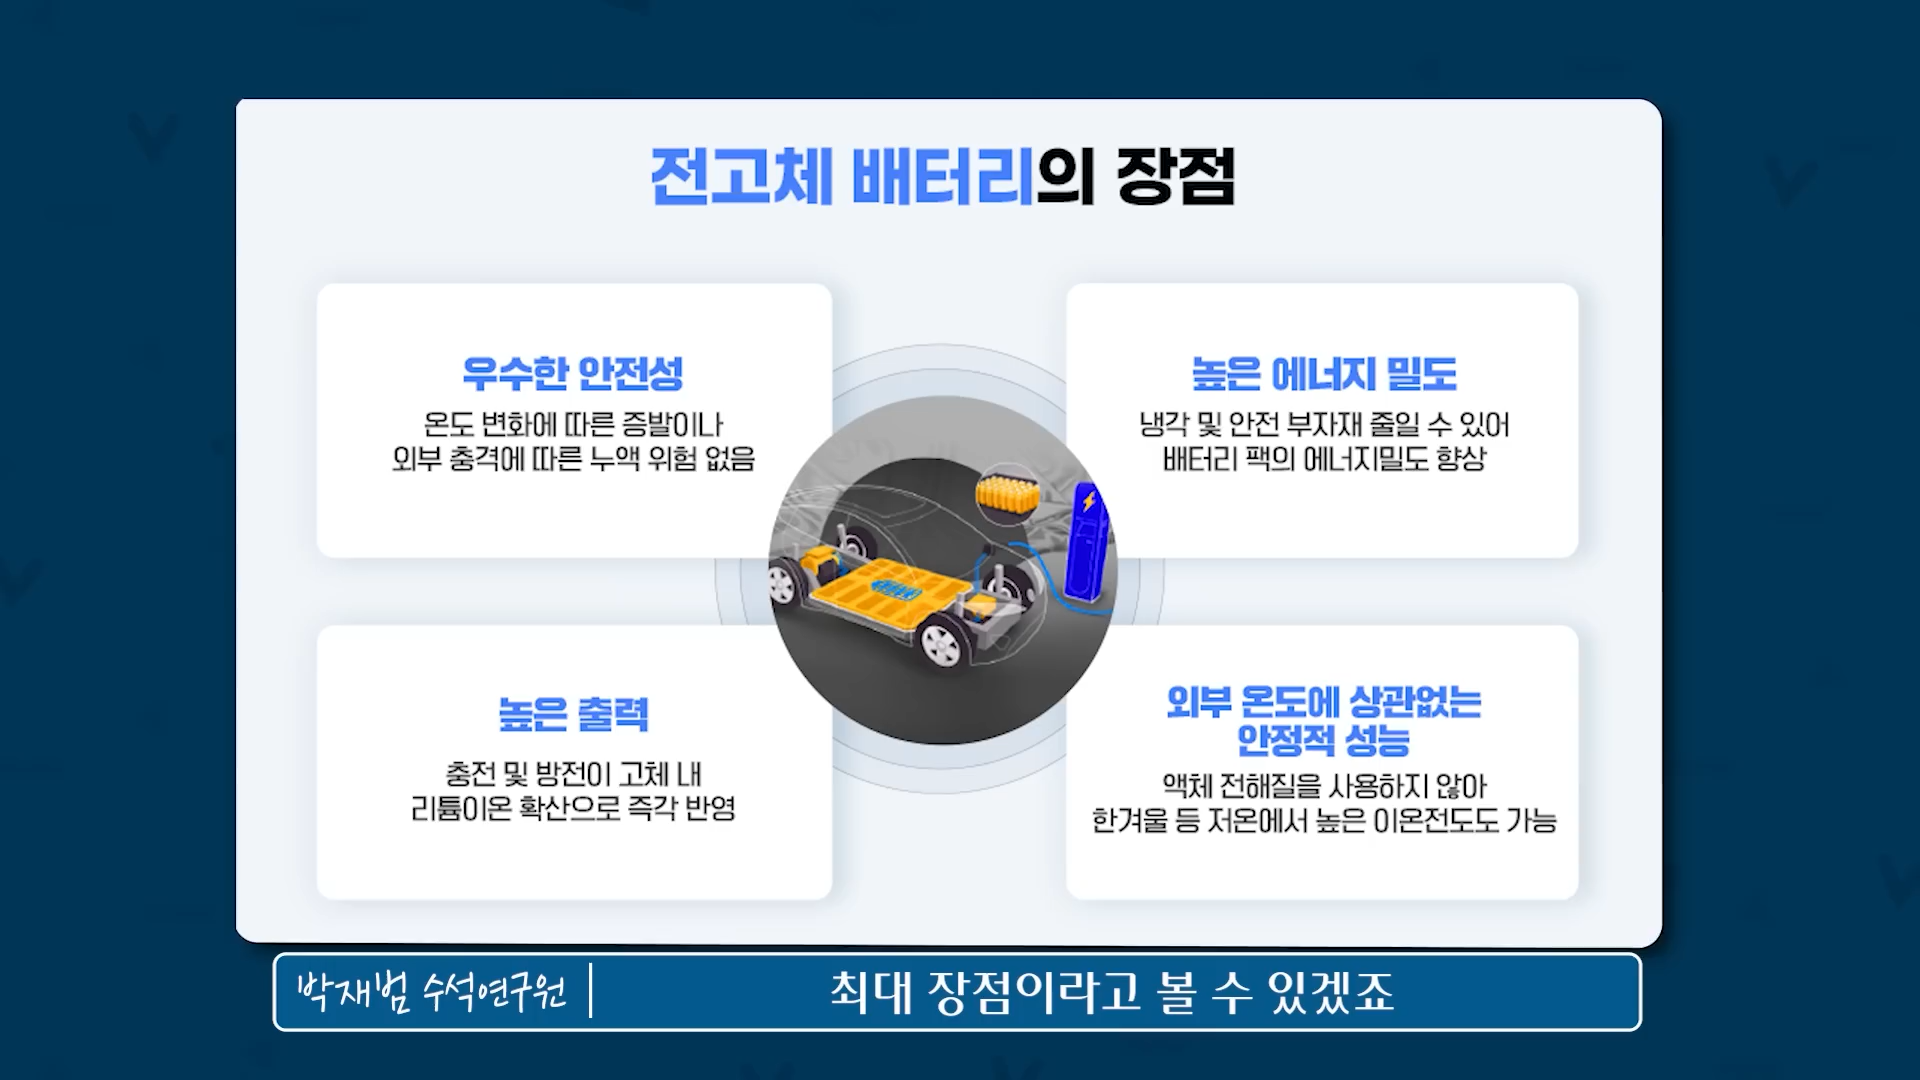 전고체 배터리의 장점
우수한 안전성
온도 변화에 따른 증발이나
외부 충격에 따른 누액 위험 없음
높은 에너지 밀도
냉각 및 안전 부자재 줄일 수 있어
배터리 팩의 에너지밀도 향상
높은 출력
충전 및 방전이 고체 내
리튬이온 확산으로 즉각 반영
외부 온도에 상관없는
안정적 성능
액체 전해질을 사용하지 않아
한겨울 등 저온에서 높은 이온전도도 가능
박재범 수석연구원
최대 장점이라고 볼 수 있겠죠